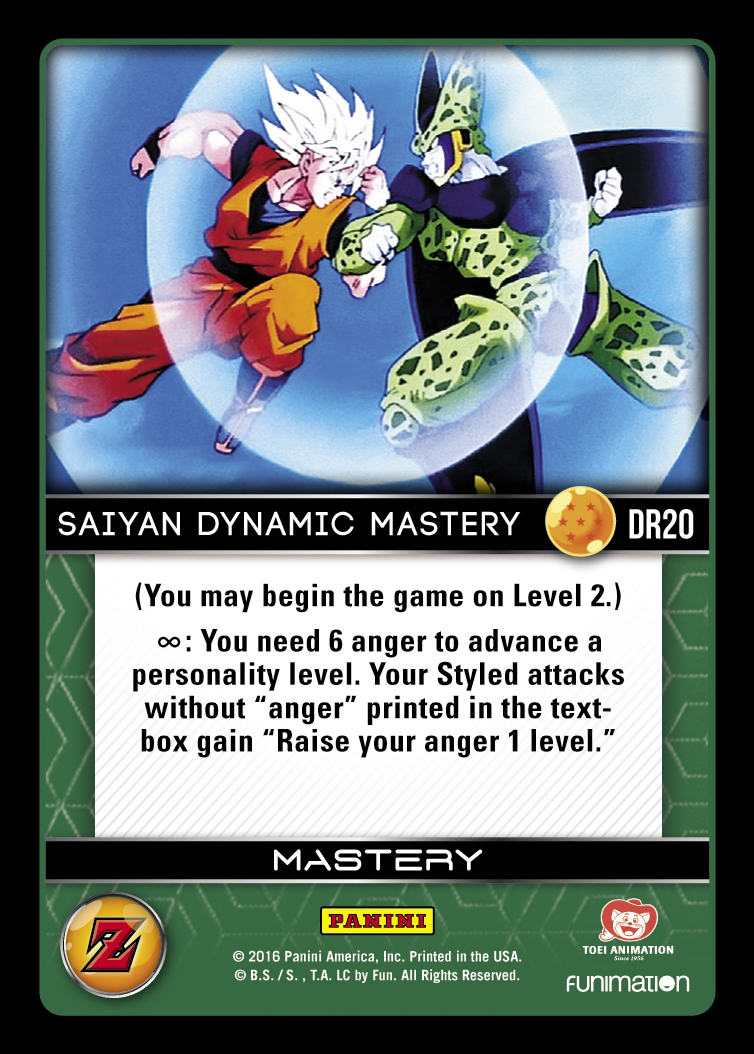 SAIYAN DYNAMIC MASTERY DR20
(You may begin the game on Level 2.)
∞: You need 6 anger to advance a
personality level. Your Styled attacks
without “anger” printed in the text-
box gain “Raise your anger 1 level.”
MASTERY
Z
PANINI
© 2016 Panini America, Inc. Printed in the USA.
© B.S. / S. , T.A. LC by Fun. All Rights Reserved.
TOEI ANIMATION
Since 1956
FUNIMATION